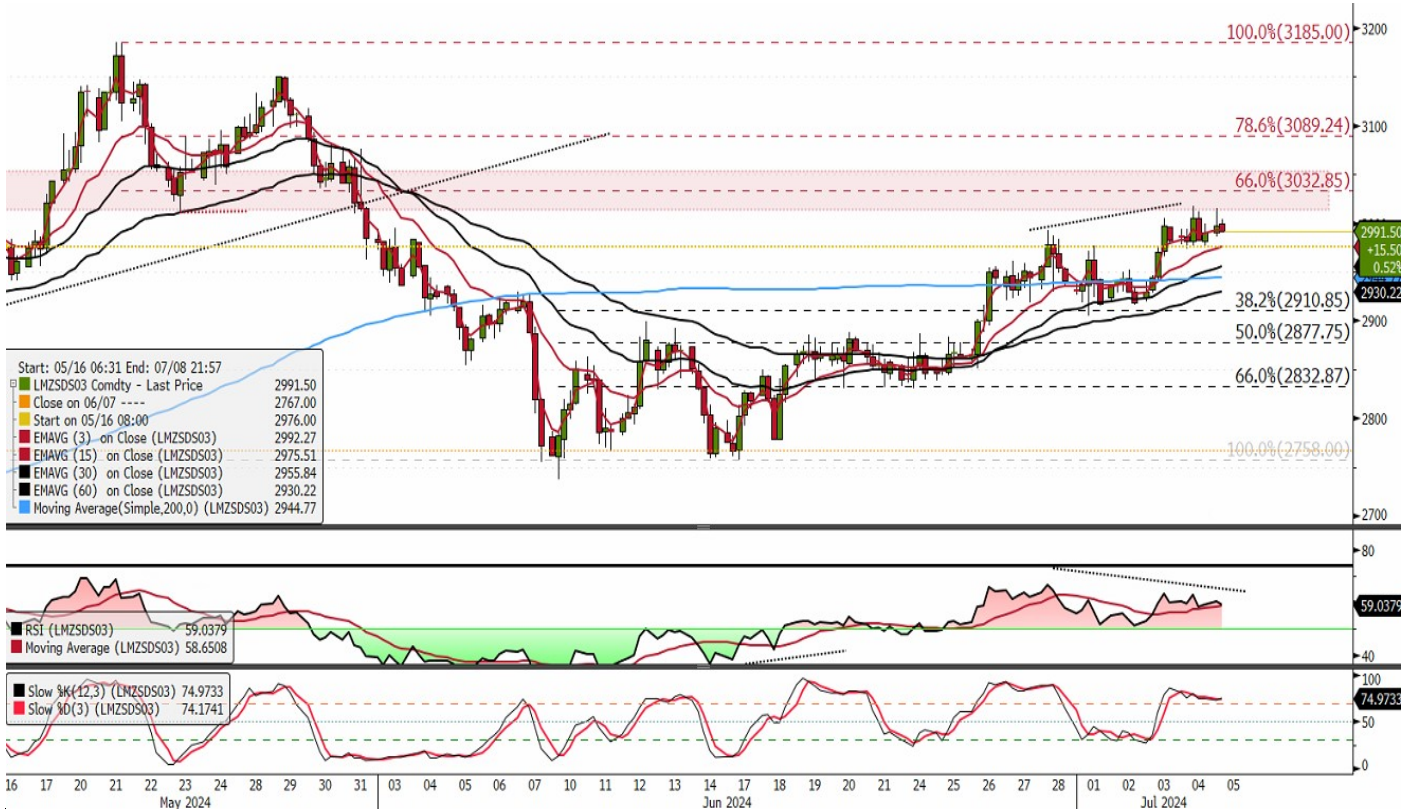 100.0%(3185.00)
3200
78.6%(3089.24)
3100
66.0%(3032.85)
2991.50
+15.50
0.52%
2930.22
38.2%(2910.85)
2900
50.0%(2877.75)
66.0%(2832.87)
2800
100.0%(2758.00)
2700
Start: 05/16 06:31 End: 07/08 21:57
LMZSDS03 Comdty - Last Price 2991.50
Close on 06/07 ---- 2767.00
Start on 05/16 08:00 2976.00
EMAVG (3) on Close (LMZSDS03) 2992.27
EMAVG (15) on Close (LMZSDS03) 2975.51
EMAVG (30) on Close (LMZSDS03) 2955.84
EMAVG (60) on Close (LMZSDS03) 2930.22
Moving Average(Simple,200,0) (LMZSDS03) 2944.77
80
59.0379
40
RSI (LMZSDS03) 59.0379
Moving Average (LMZSDS03) 58.6508
100
74.9733
50
0
Slow %K(12,3) (LMZSDS03) 74.9733
Slow %D(3) (LMZSDS03) 74.1741
16 17 20 21 22 23 24 27 28 29 30 31 03 04 05 06 07 10 11 12 13 14 17 18 19 20 21 24 25 26 27 28 01 02 03 04 05
May 2024 Jun 2024 Jul 2024